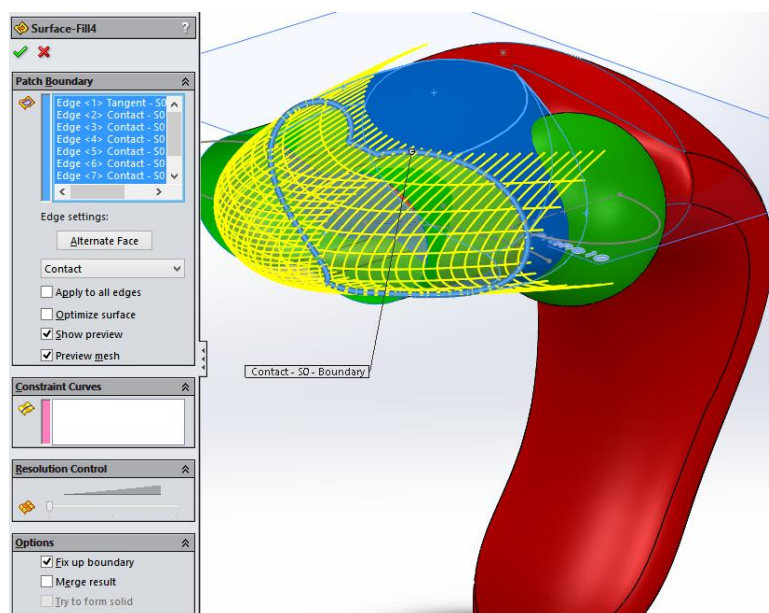 Surface-Fill4
?
Patch Boundary
Edge <1> Tangent - S0
Edge <2> Contact - S0
Edge <3> Contact - S0
Edge <4> Contact - S0
Edge <5> Contact - S0
Edge <6> Contact - S0
Edge <7> Contact - S0
Edge settings:
Alternate Face
Contact
Apply to all edges
Optimize surface
Show preview
Preview mesh
Contact - S0 - Boundary
Constraint Curves
Resolution Control
Options
Fix up boundary
Merge result
Try to form solid